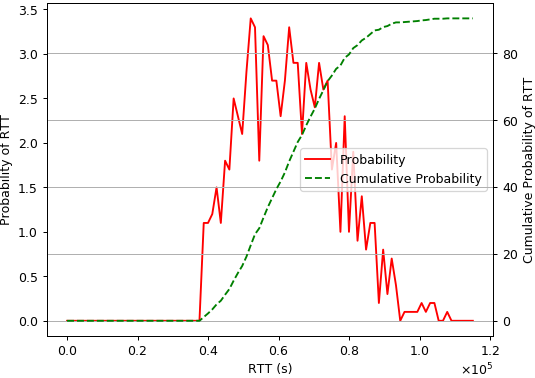 3.5
3.0
2.5
2.0
1.5
1.0
0.5
0.0
Probability of RTT
80
60
40
20
0
Cumulative Probability of RTT
Probability
Cumulative Probability
0.0 0.2 0.4 0.6 0.8 1.0 1.2
RTT (s)
×10⁵